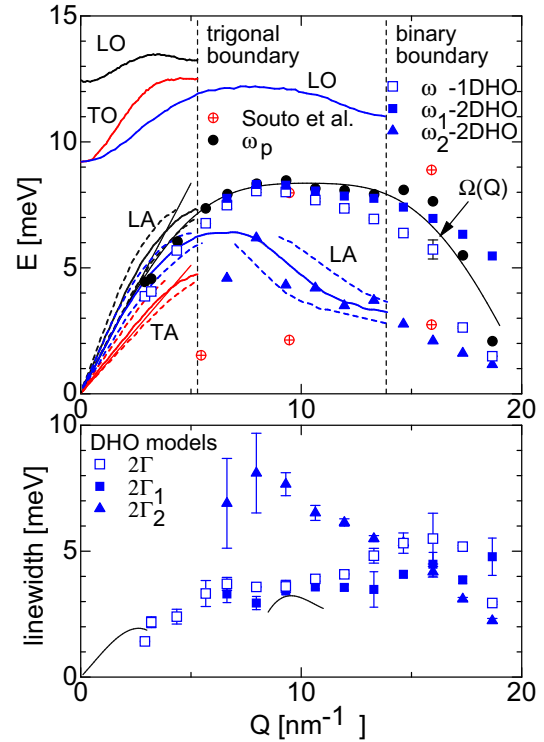 15
10
5
0
E [meV]
LO
TO
trigonal
boundary
binary
boundary
LO
ω -1DHO
ω₁-2DHO
ω₂-2DHO
Souto et al.
ωp
Ω(Q)
LA
LA
TA
0
10
20
10
5
0
linewidth [meV]
DHO models
2Γ
2Γ₁
2Γ₂
0
10
20
Q [nm⁻¹]